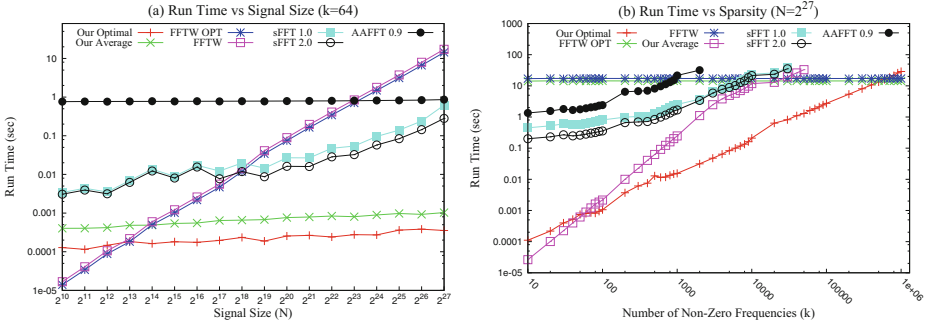 (a) Run Time vs Signal Size (k=64)
Our Optimal FFTW OPT sFFT 1.0 AAFFT 0.9
Our Average FFTW sFFT 2.0
10
1
0.1
0.01
0.001
0.0001
1e-05
Run Time (sec)
2^10 2^11 2^12 2^13 2^14 2^15 2^16 2^17 2^18 2^19 2^20 2^21 2^22 2^23 2^24 2^25 2^26 2^27
Signal Size (N)
(b) Run Time vs Sparsity (N=2^27)
Our Optimal FFTW sFFT 1.0 AAFFT 0.9
FFTW OPT Our Average sFFT 2.0
1000
100
10
1
0.1
0.01
0.001
0.0001
1e-05
Run Time (sec)
10 100 1000 10000 100000 1e+06
Number of Non-Zero Frequencies (k)